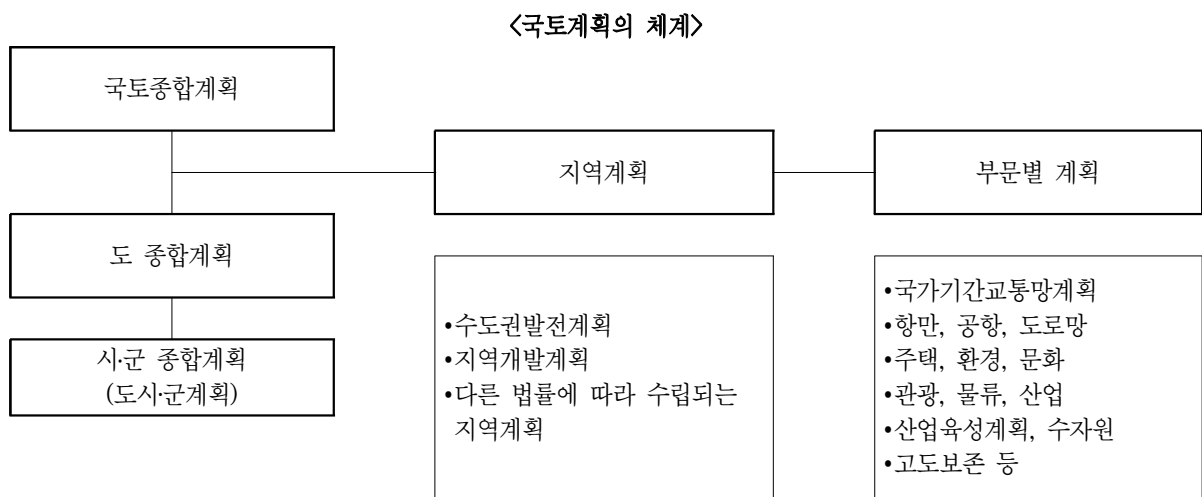 <국토계획의 체계>
국토종합계획
지역계획
부문별 계획
도 종합계획
시·군 종합계획
(도시·군계획)
•수도권발전계획
•지역개발계획
•다른 법률에 따라 수립되는
지역계획
•국가기간교통망계획
•항만, 공항, 도로망
•주택, 환경, 문화
•관광, 물류, 산업
•산업육성계획, 수자원
•고도보존 등